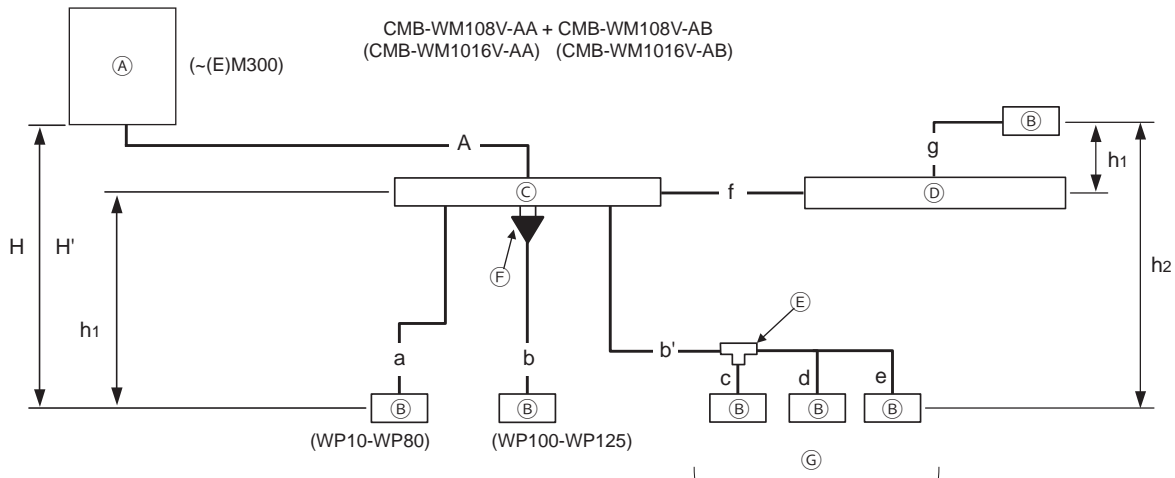 CMB-WM108V-AA + CMB-WM108V-AB
(CMB-WM1016V-AA) (CMB-WM1016V-AB)
A
(~(E)M300)
B
A
g
h1
C
f
D
H
H'
F
h2
h1
E
a
b
b'
c
d
e
B
B
B
B
B
(WP10-WP80)
(WP100-WP125)
G